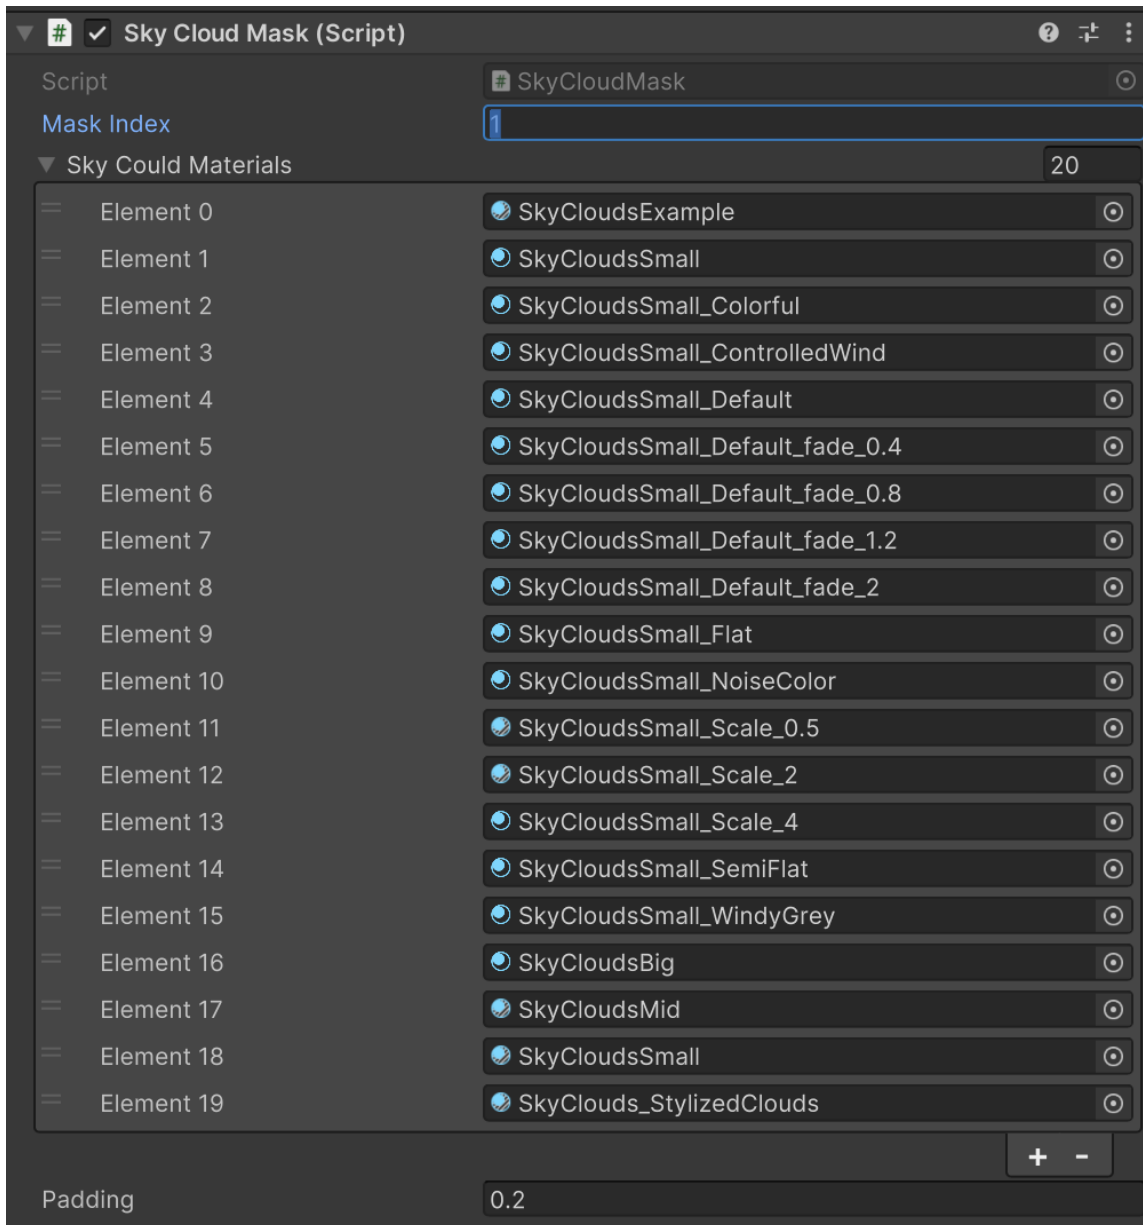 Sky Cloud Mask (Script)
Script SkyCloudMask
Mask Index 1
Sky Could Materials 20
Element 0 SkyCloudsExample
Element 1 SkyCloudsSmall
Element 2 SkyCloudsSmall_Colorful
Element 3 SkyCloudsSmall_ControlledWind
Element 4 SkyCloudsSmall_Default
Element 5 SkyCloudsSmall_Default_fade_0.4
Element 6 SkyCloudsSmall_Default_fade_0.8
Element 7 SkyCloudsSmall_Default_fade_1.2
Element 8 SkyCloudsSmall_Default_fade_2
Element 9 SkyCloudsSmall_Flat
Element 10 SkyCloudsSmall_NoiseColor
Element 11 SkyCloudsSmall_Scale_0.5
Element 12 SkyCloudsSmall_Scale_2
Element 13 SkyCloudsSmall_Scale_4
Element 14 SkyCloudsSmall_SemiFlat
Element 15 SkyCloudsSmall_WindyGrey
Element 16 SkyCloudsBig
Element 17 SkyCloudsMid
Element 18 SkyCloudsSmall
Element 19 SkyClouds_StylizedClouds
+ -
Padding 0.2